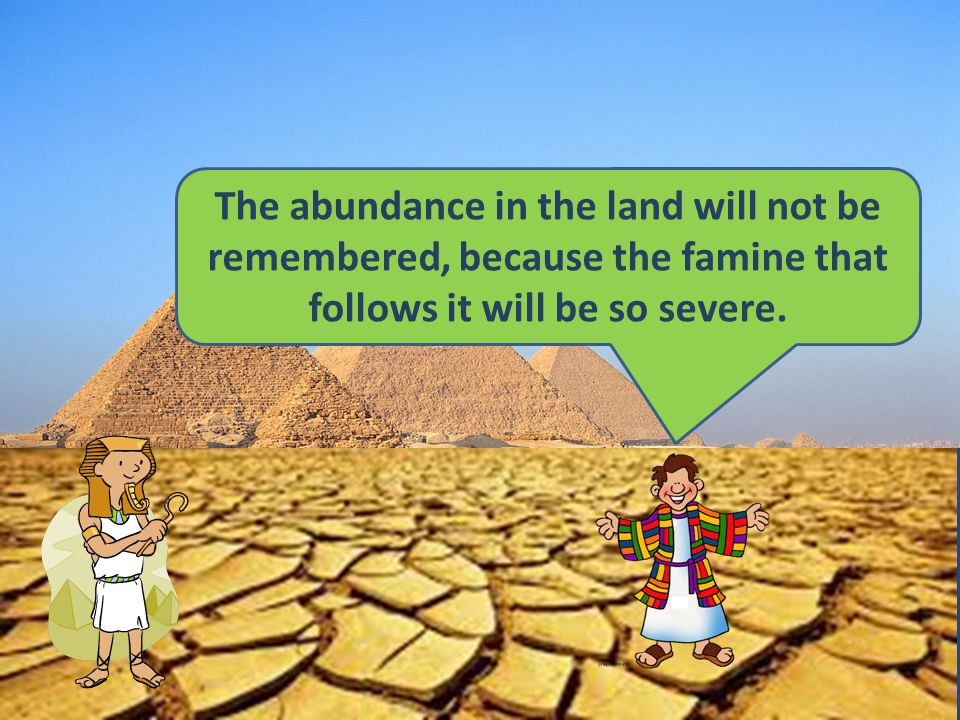 The abundance in the land will not be
remembered, because the famine that
follows it will be so severe.